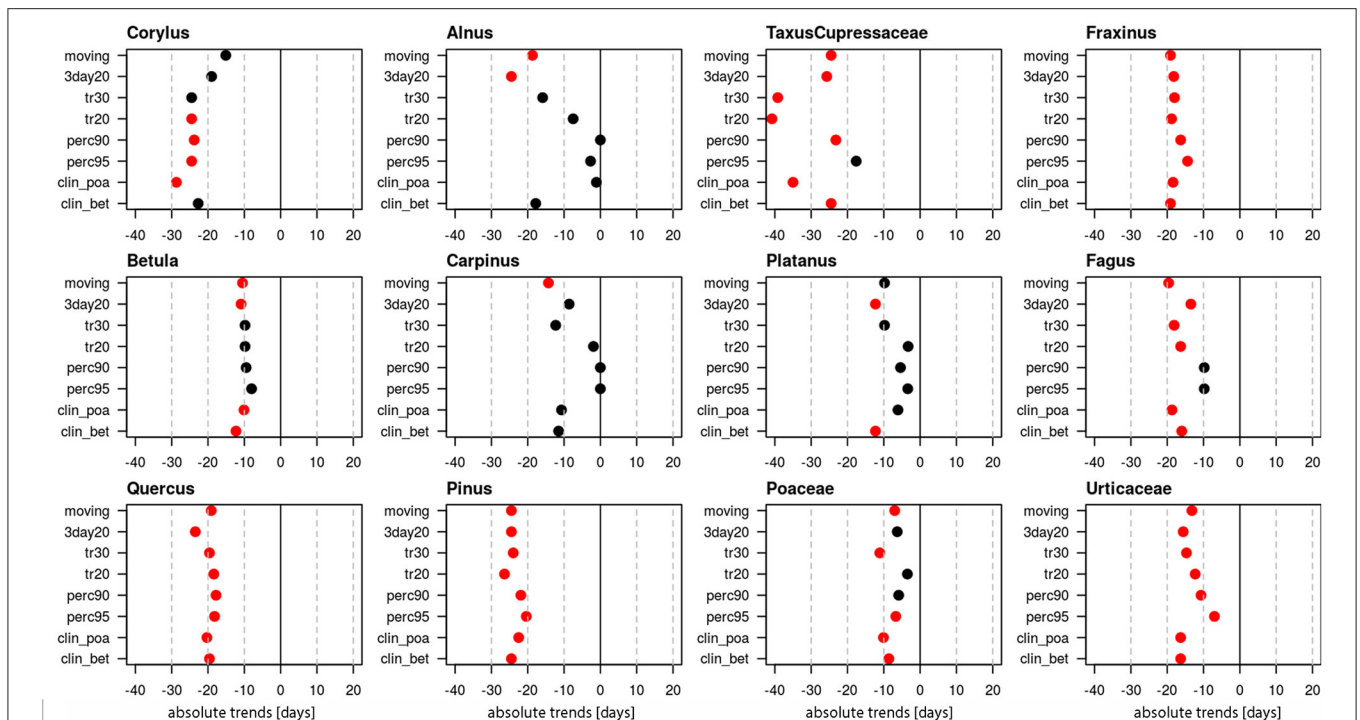 Corylus Alnus TaxusCupressaceae Fraxinus
moving moving moving moving
3day20 3day20 3day20 3day20
tr30 tr30 tr30 tr30
tr20 tr20 tr20 tr20
perc90 perc90 perc90 perc90
perc95 perc95 perc95 perc95
clin_poa clin_poa clin_poa clin_poa
clin_bet clin_bet clin_bet clin_bet
-40 -30 -20 -10 0 10 20 -40 -30 -20 -10 0 10 20 -40 -30 -20 -10 0 10 20 -40 -30 -20 -10 0 10 20
Betula Carpinus Platanus Fagus
moving moving moving moving
3day20 3day20 3day20 3day20
tr30 tr30 tr30 tr30
tr20 tr20 tr20 tr20
perc90 perc90 perc90 perc90
perc95 perc95 perc95 perc95
clin_poa clin_poa clin_poa clin_poa
clin_bet clin_bet clin_bet clin_bet
-40 -30 -20 -10 0 10 20 -40 -30 -20 -10 0 10 20 -40 -30 -20 -10 0 10 20 -40 -30 -20 -10 0 10 20
Quercus Pinus Poaceae Urticaceae
moving moving moving moving
3day20 3day20 3day20 3day20
tr30 tr30 tr30 tr30
tr20 tr20 tr20 tr20
perc90 perc90 perc90 perc90
perc95 perc95 perc95 perc95
clin_poa clin_poa clin_poa clin_poa
clin_bet clin_bet clin_bet clin_bet
-40 -30 -20 -10 0 10 20 -40 -30 -20 -10 0 10 20 -40 -30 -20 -10 0 10 20 -40 -30 -20 -10 0 10 20
absolute trends [days] absolute trends [days] absolute trends [days] absolute trends [days]